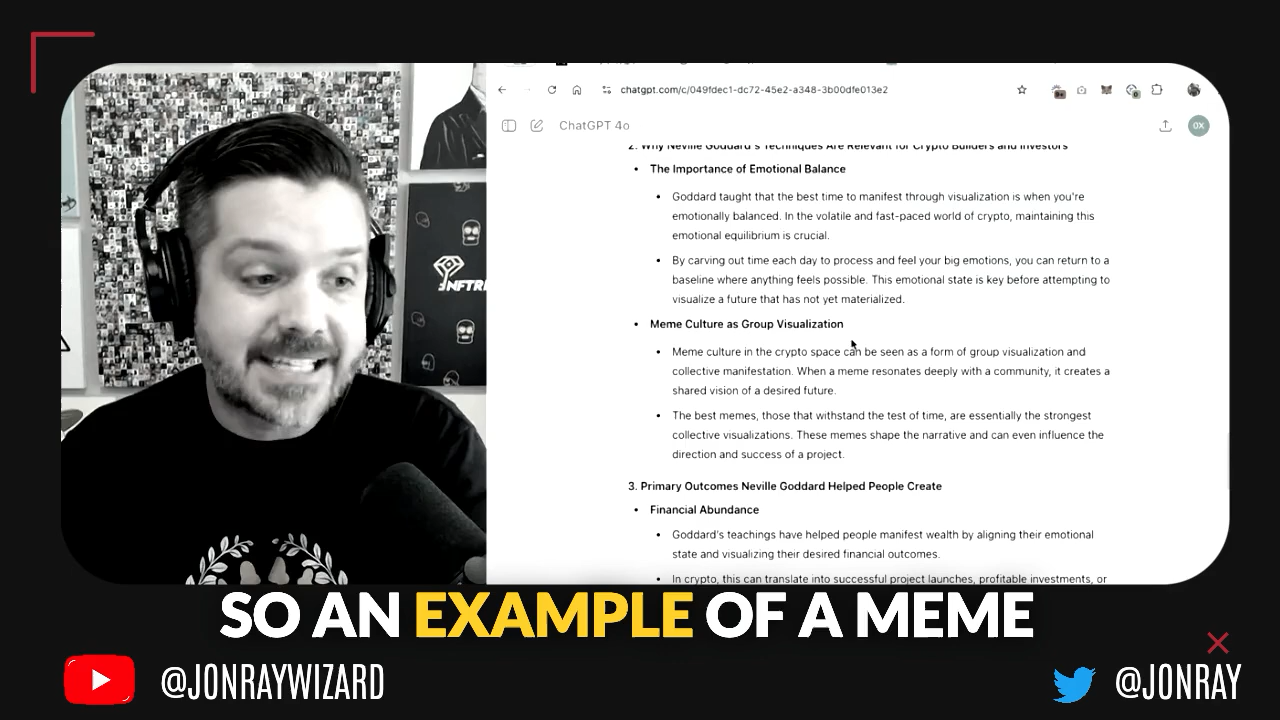 chatgpt.com/c/049fdec1-dc72-45e2-a348-3b00dfe013e2
ChatGPT 4o
OX
2. Why Neville Goddard's Techniques Are Relevant for Crypto Builders and Investors
The Importance of Emotional Balance
Goddard taught that the best time to manifest through visualization is when you're
emotionally balanced. In the volatile and fast-paced world of crypto, maintaining this
emotional equilibrium is crucial.
By carving out time each day to process and feel your big emotions, you can return to a
baseline where anything feels possible. This emotional state is key before attempting to
visualize a future that has not yet materialized.
Meme Culture as Group Visualization
Meme culture in the crypto space can be seen as a form of group visualization and
collective manifestation. When a meme resonates deeply with a community, it creates a
shared vision of a desired future.
The best memes, those that withstand the test of time, are essentially the strongest
collective visualizations. These memes shape the narrative and can even influence the
direction and success of a project.
3. Primary Outcomes Neville Goddard Helped People Create
Financial Abundance
Goddard's teachings have helped people manifest wealth by aligning their emotional
state and visualizing their desired financial outcomes.
In crypto, this can translate into successful project launches, profitable investments, or
SO AN EXAMPLE OF A MEME
@JONRAYWIZARD
@JONRAY